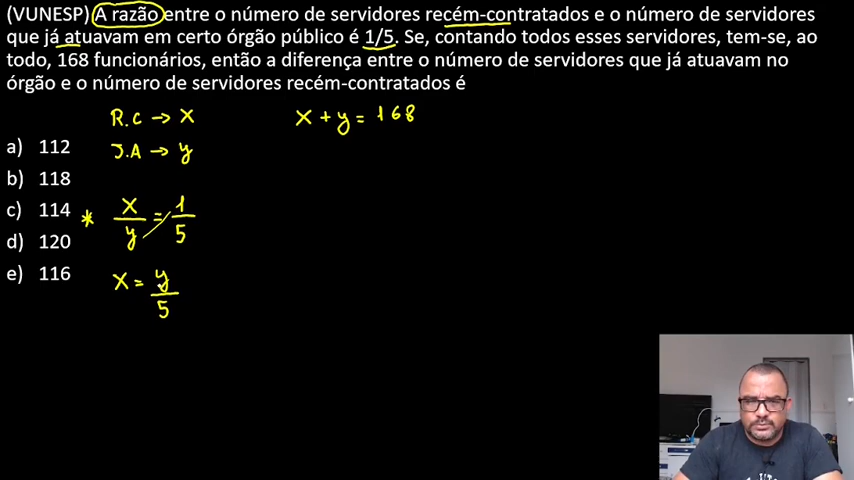 (VUNESP) A razão entre o número de servidores recém-contratados e o número de servidores
que já atuavam em certo órgão público é 1/5. Se, contando todos esses servidores, tem-se, ao
todo, 168 funcionários, então a diferença entre o número de servidores que já atuavam no
órgão e o número de servidores recém-contratados é
R.C → X
X + y = 168
a) 112
J.A → y
b) 118
c) 114
* X/y = 1/5
d) 120
e) 116
X = y/5